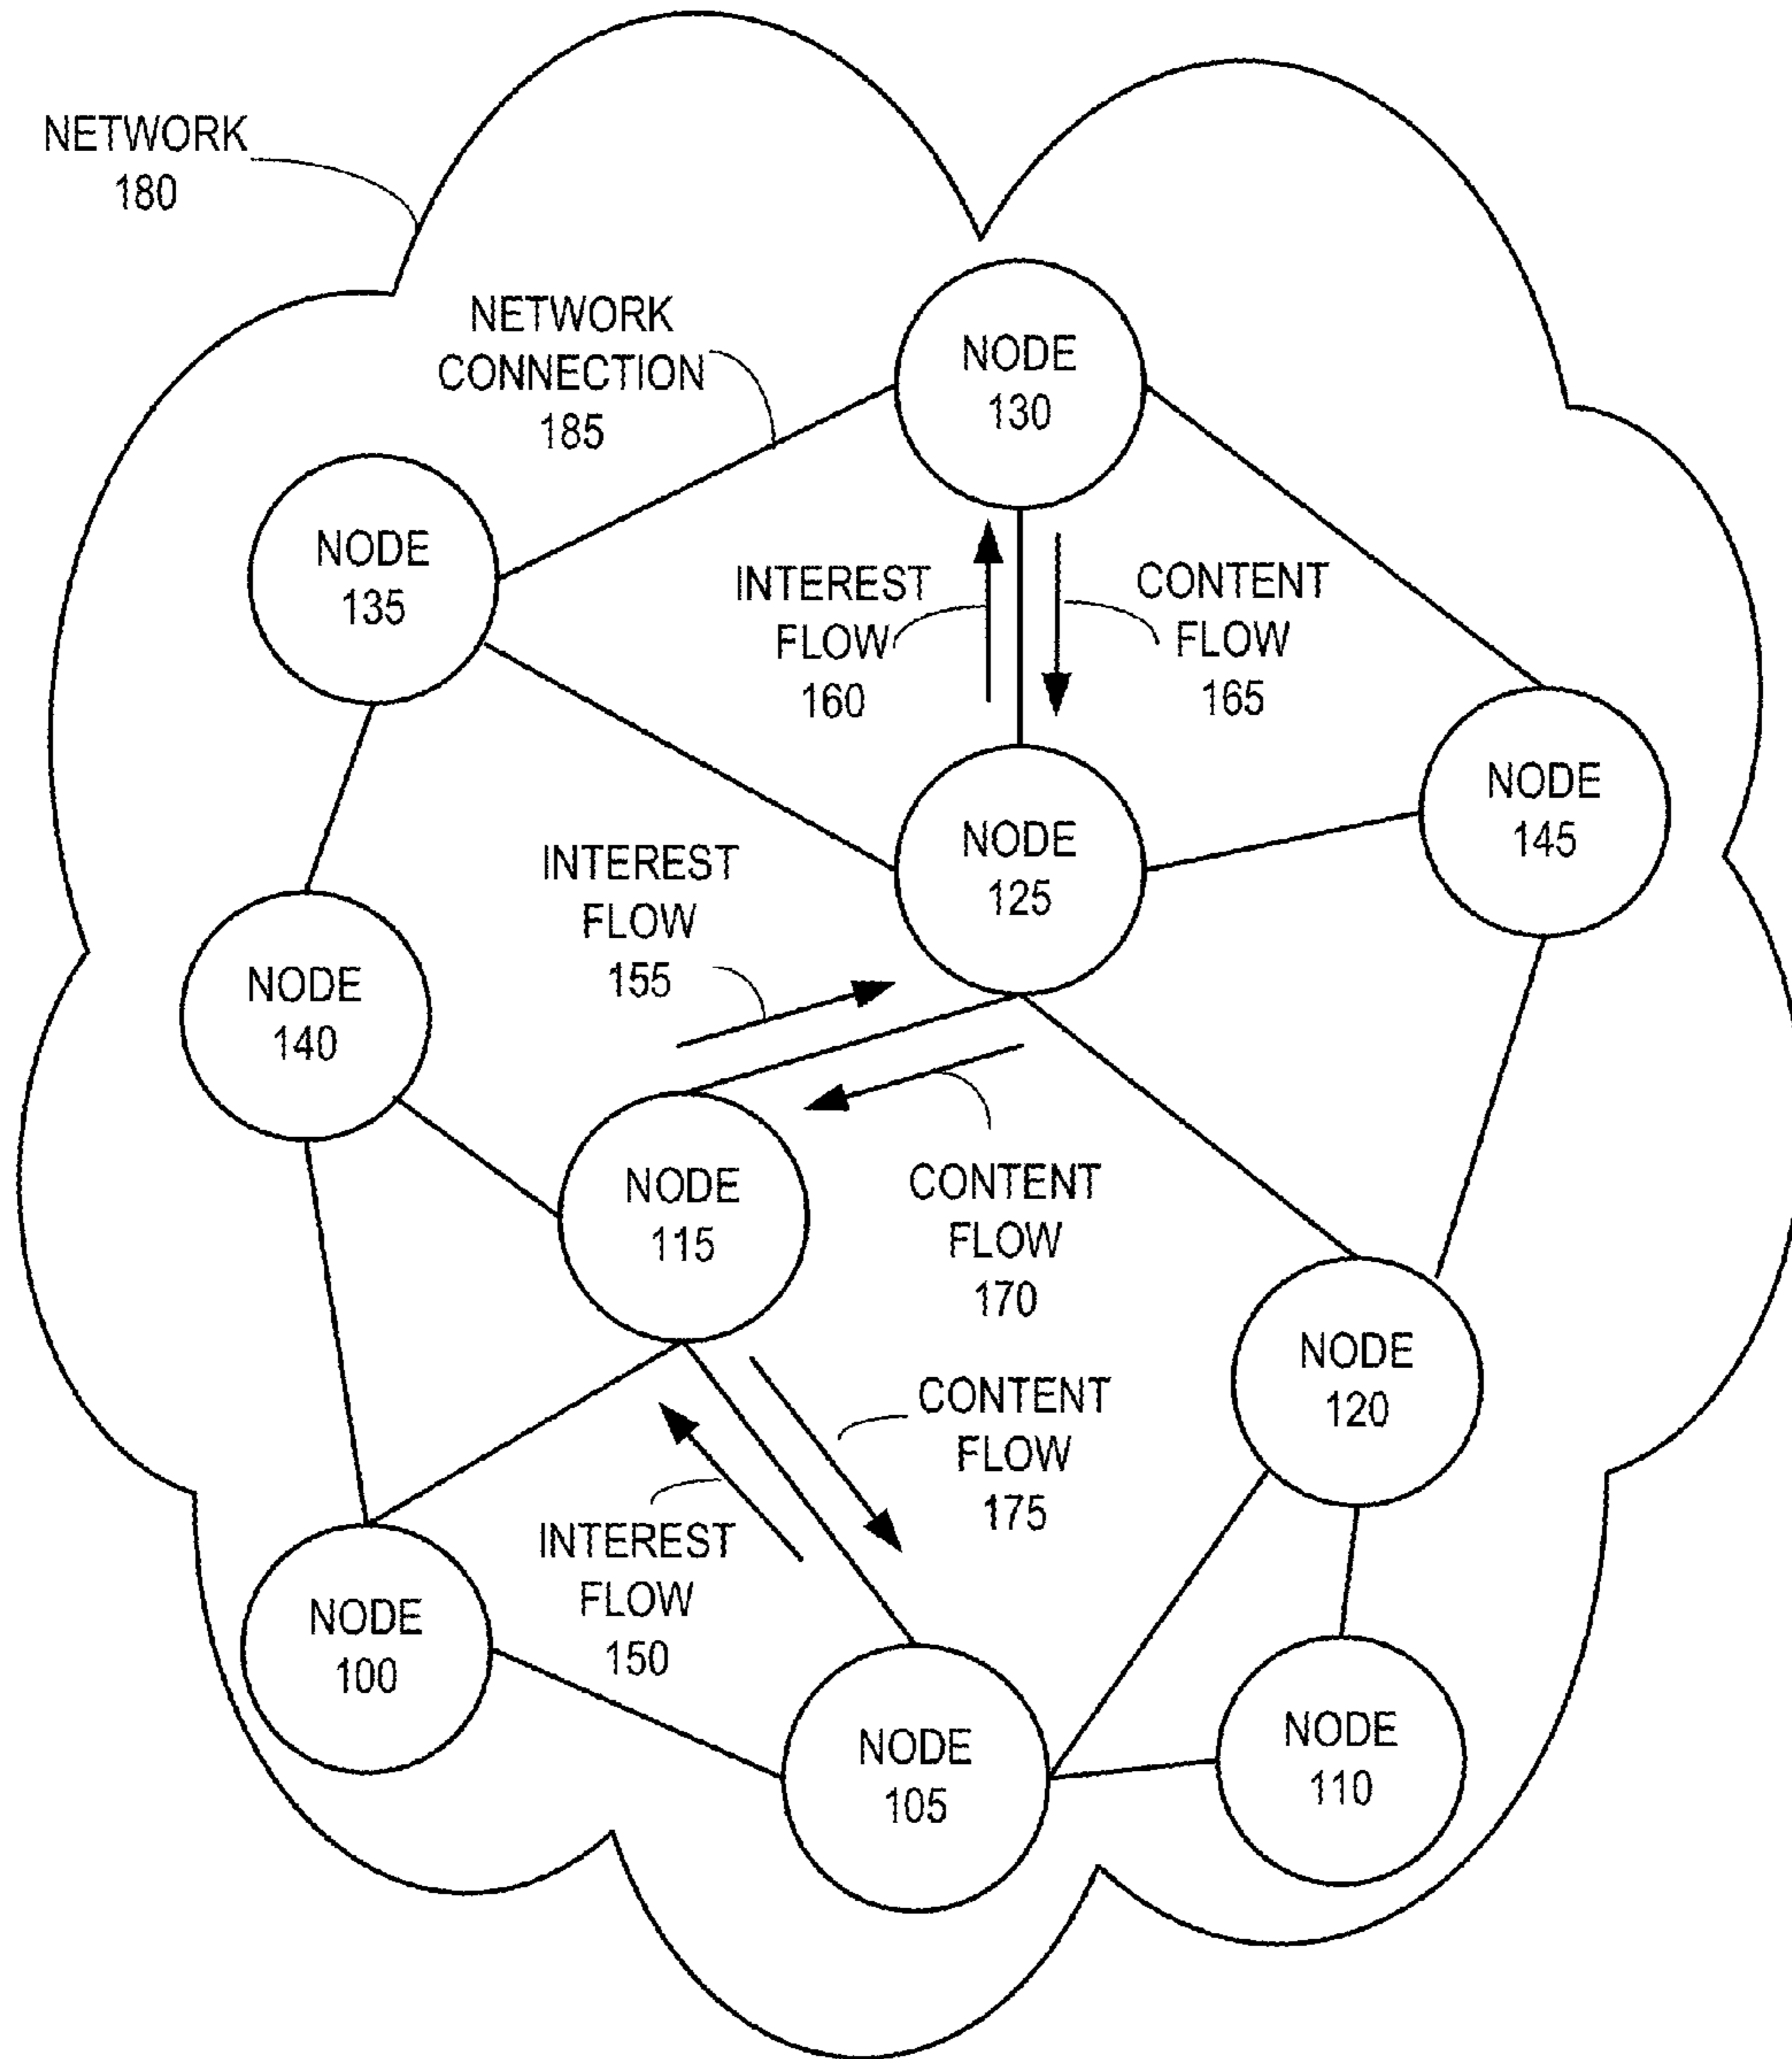 NETWORK
180
NETWORK
CONNECTION
185
NODE
130
NODE
135
INTEREST
FLOW
160
CONTENT
FLOW
165
NODE
145
NODE
125
INTEREST
FLOW
155
NODE
140
NODE
115
CONTENT
FLOW
170
NODE
120
CONTENT
FLOW
175
INTEREST
FLOW
150
NODE
100
NODE
105
NODE
110